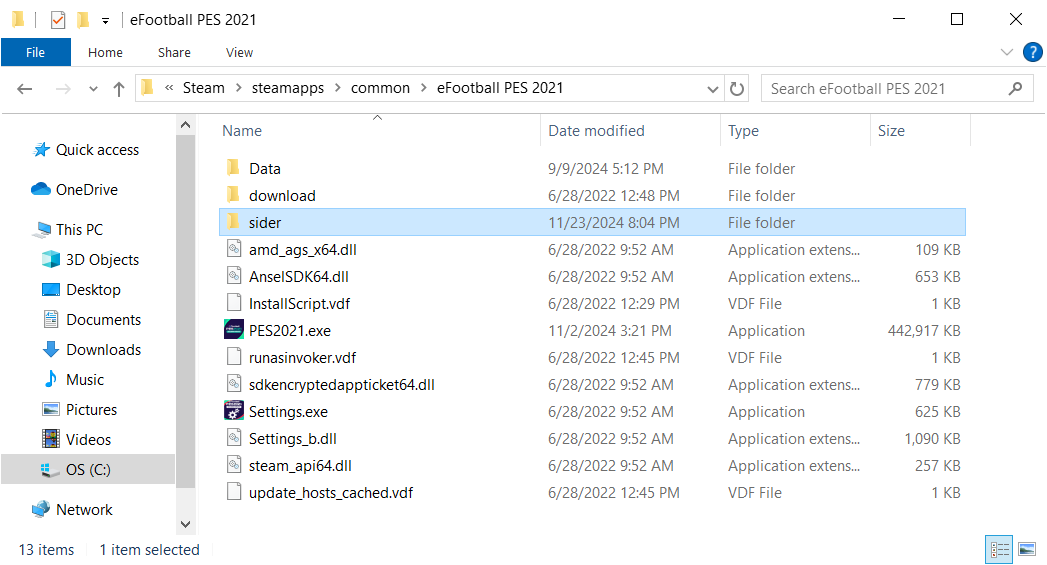 eFootball PES 2021
File Home Share View ?
« Steam > steamapps > common > eFootball PES 2021 Search eFootball PES 2021
Name Date modified Type Size
Quick access
OneDrive
This PC
3D Objects
Desktop
Documents
Downloads
Music
Pictures
Videos
OS (C:)
Network
Data 9/9/2024 5:12 PM File folder
download 6/28/2022 12:48 PM File folder
sider 11/23/2024 8:04 PM File folder
amd_ags_x64.dll 6/28/2022 9:52 AM Application extens... 109 KB
AnselSDK64.dll 6/28/2022 9:52 AM Application extens... 653 KB
InstallScript.vdf 6/28/2022 12:29 PM VDF File 1 KB
PES2021.exe 11/2/2024 3:21 PM Application 442,917 KB
runasinvoker.vdf 6/28/2022 12:45 PM VDF File 1 KB
sdkencryptedappticket64.dll 6/28/2022 9:52 AM Application extens... 779 KB
Settings.exe 6/28/2022 9:52 AM Application 625 KB
Settings_b.dll 6/28/2022 9:52 AM Application extens... 1,090 KB
steam_api64.dll 6/28/2022 9:52 AM Application extens... 257 KB
update_hosts_cached.vdf 6/28/2022 12:45 PM VDF File 1 KB
13 items 1 item selected